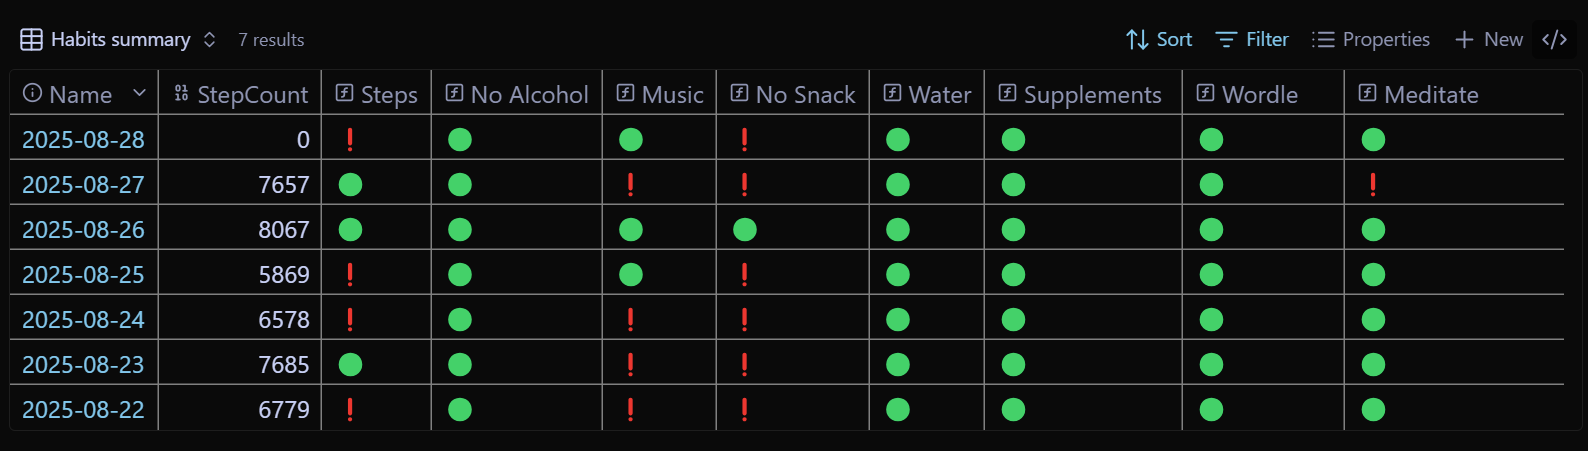 Habits summary 7 results Sort Filter Properties New
Name StepCount Steps No Alcohol Music No Snack Water Supplements Wordle Meditate
2025-08-28 0 ! !
2025-08-27 7657 ! ! !
2025-08-26 8067
2025-08-25 5869 ! !
2025-08-24 6578 ! ! !
2025-08-23 7685 ! !
2025-08-22 6779 ! ! !